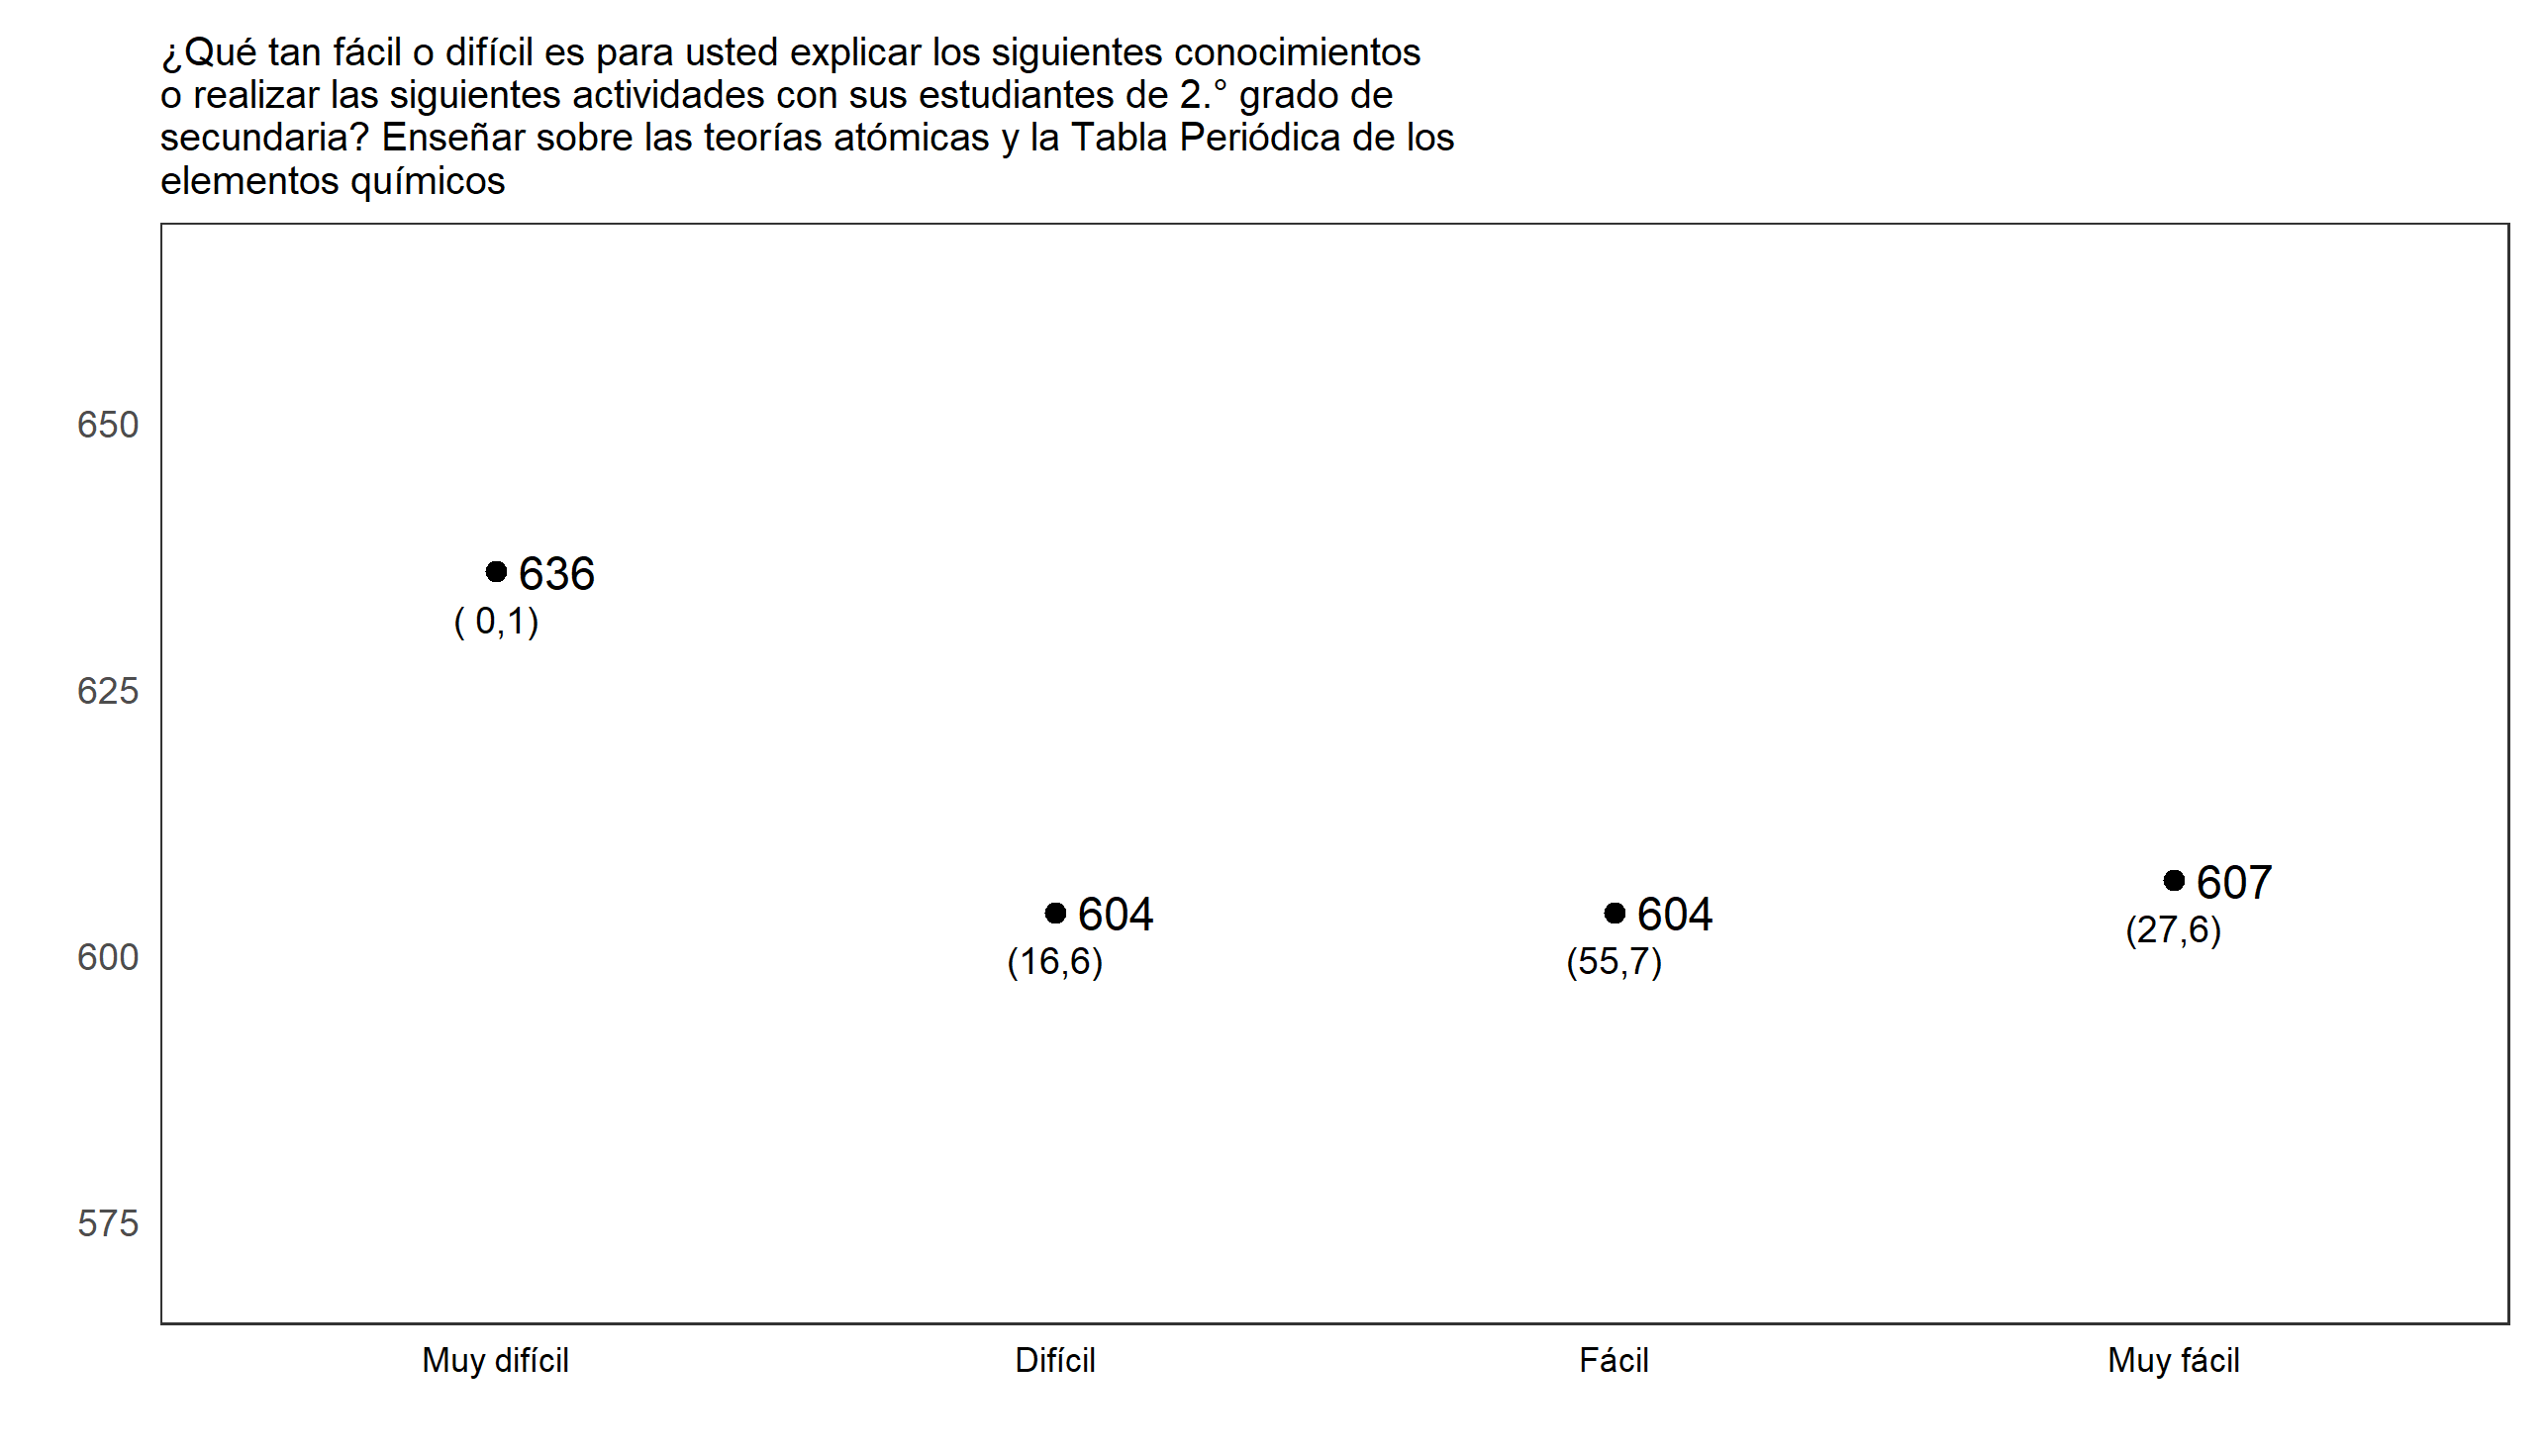 ¿Qué tan fácil o difícil es para usted explicar los siguientes conocimientos
o realizar las siguientes actividades con sus estudiantes de 2.° grado de
secundaria? Enseñar sobre las teorías atómicas y la Tabla Periódica de los
elementos químicos
650
636
( 0,1)
625
607
604
604
(27,6)
600
(16,6)
(55,7)
575
Muy difícil
Difícil
Fácil
Muy fácil